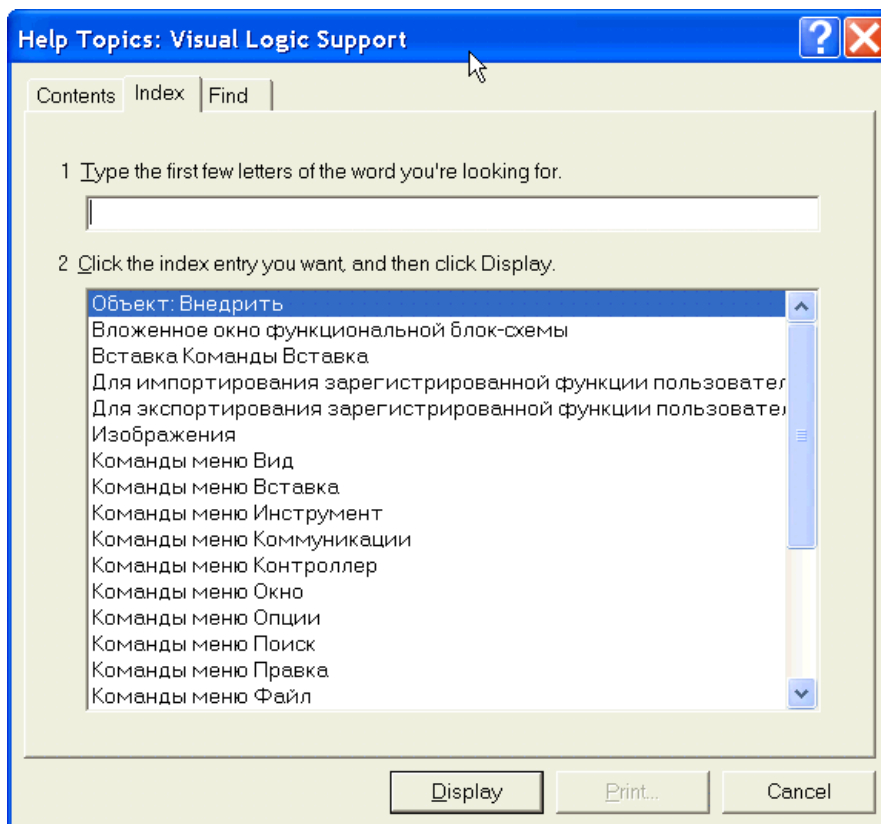 Help Topics: Visual Logic Support
Contents Index Find
1 Type the first few letters of the word you're looking for.
2 Click the index entry you want, and then click Display.
Объект: Внедрить
Вложенное окно функциональной блок-схемы
Вставка Команды Вставка
Для импортирования зарегистрированной функции пользовател
Для экспортирования зарегистрированной функции пользовател
Изображения
Команды меню Вид
Команды меню Вставка
Команды меню Инструмент
Команды меню Коммуникации
Команды меню Контроллер
Команды меню Окно
Команды меню Опции
Команды меню Поиск
Команды меню Правка
Команды меню Файл
Display Print... Cancel